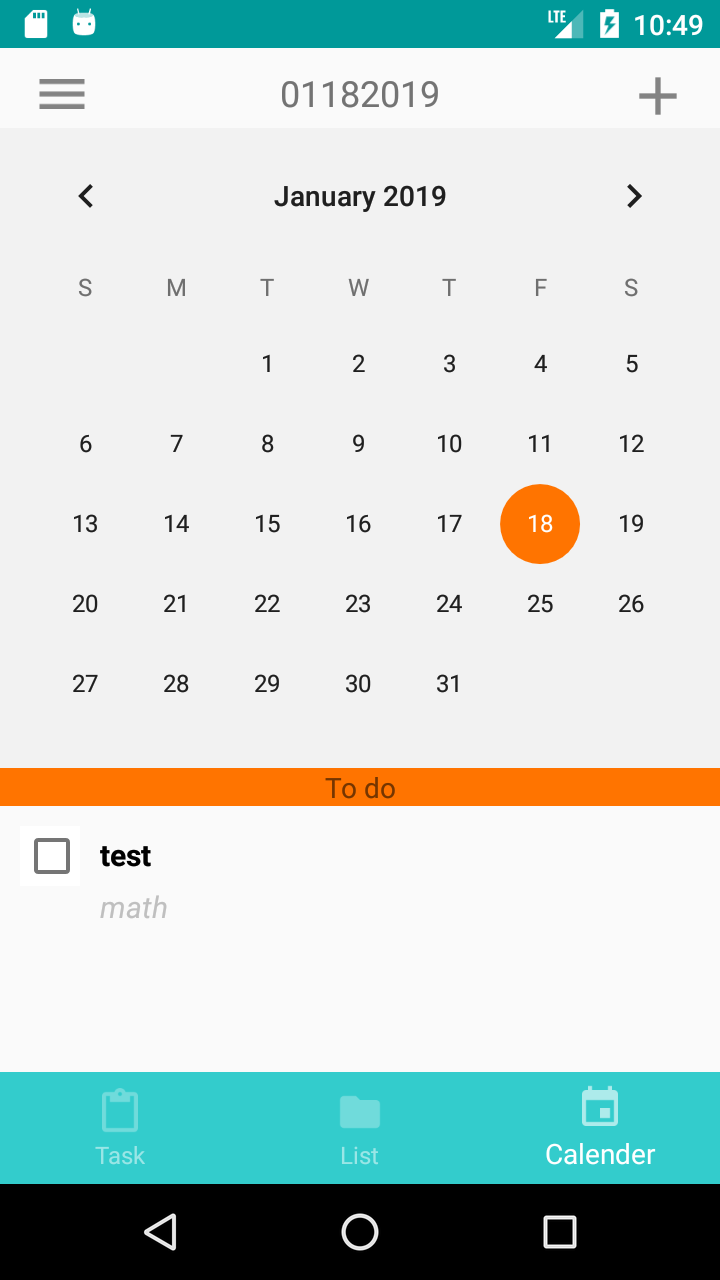 LTE 10:49
01182019
January 2019
S M T W T F S
1 2 3 4 5
6 7 8 9 10 11 12
13 14 15 16 17 18 19
20 21 22 23 24 25 26
27 28 29 30 31
To do
test
math
Task List Calender